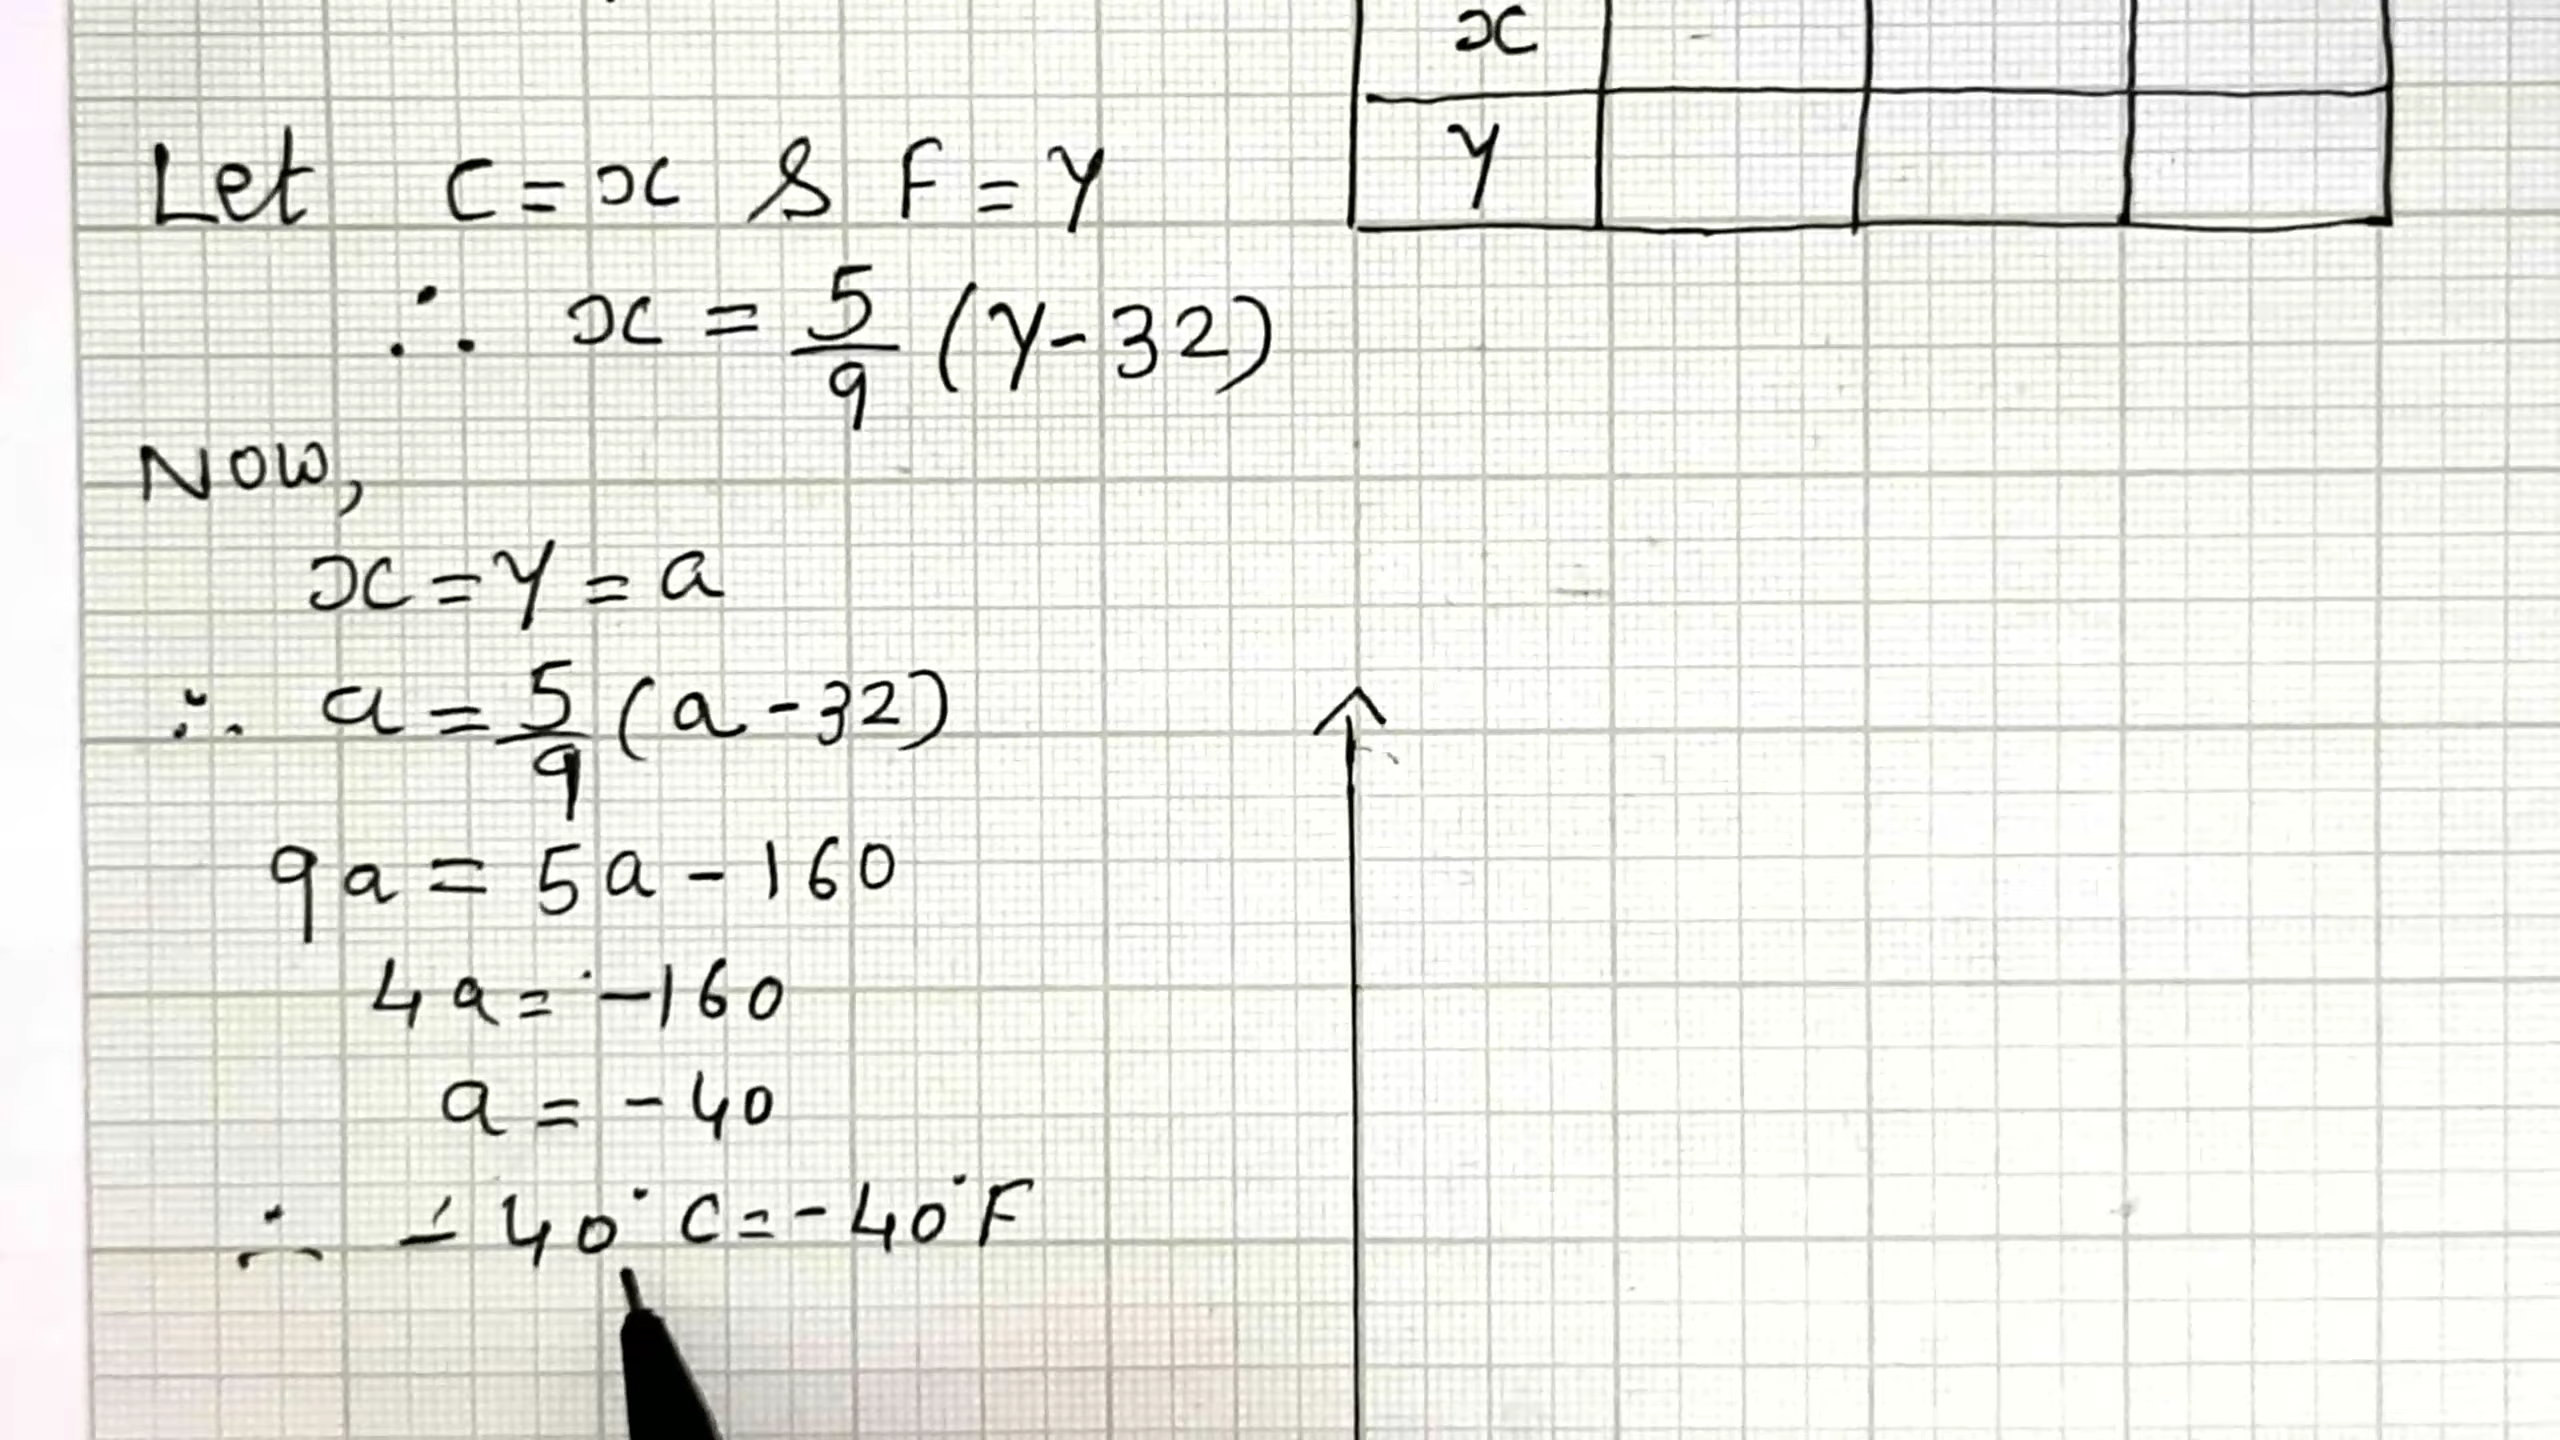 x
y
Let C = x & F = y
∴ x = 5/9 (y - 32)
Now,
x = y = a
∴ a = 5/9 (a - 32)
9a = 5a - 160
4a = -160
a = -40
∴ -40°C = -40°F